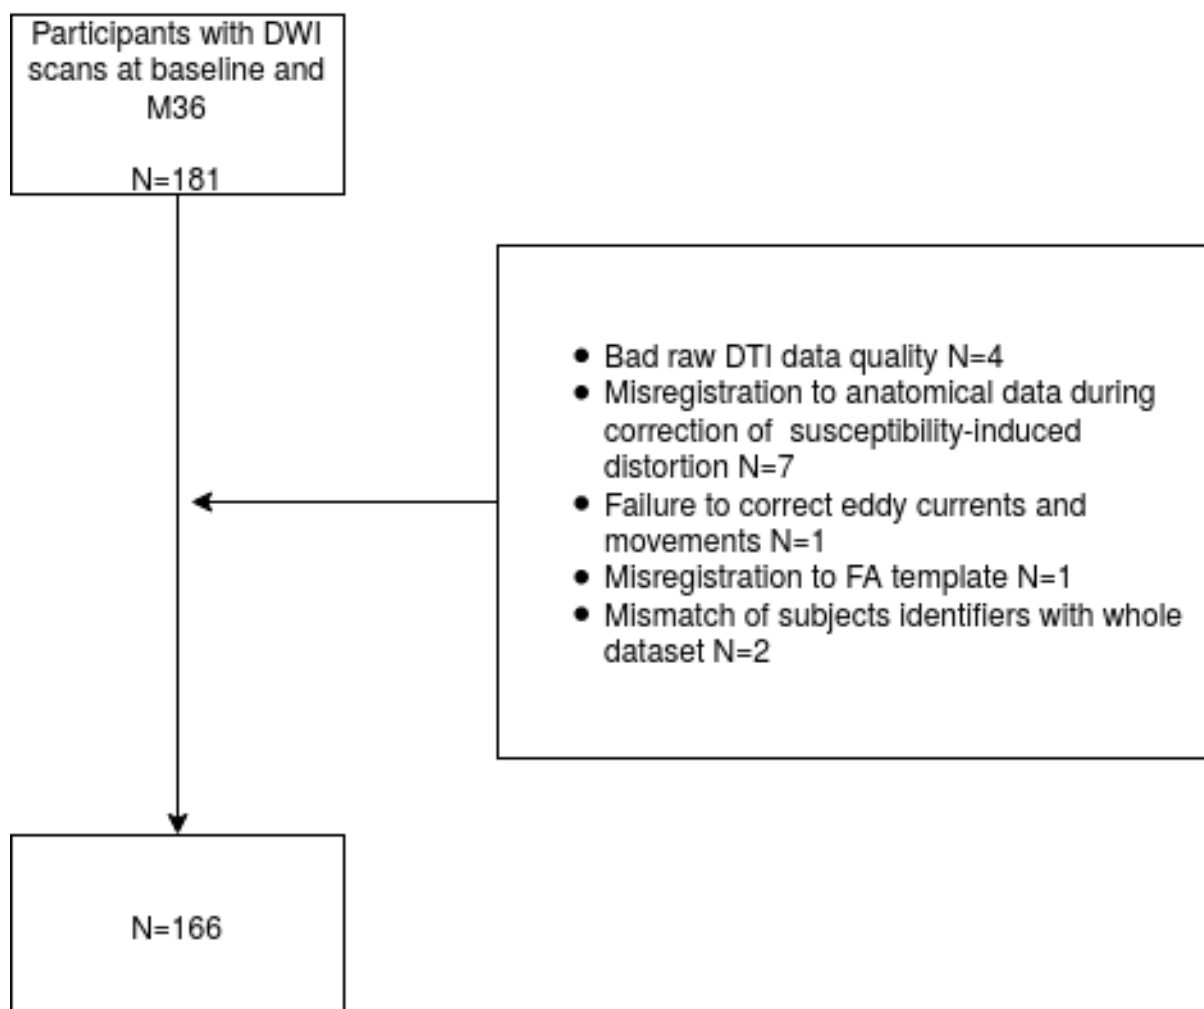 Participants with DWI
scans at baseline and
M36
N=181
● Bad raw DTI data quality N=4
● Misregistration to anatomical data during
correction of  susceptibility-induced
distortion N=7
● Failure to correct eddy currents and
movements N=1
● Misregistration to FA template N=1
● Mismatch of subjects identifiers with whole
dataset N=2
N=166